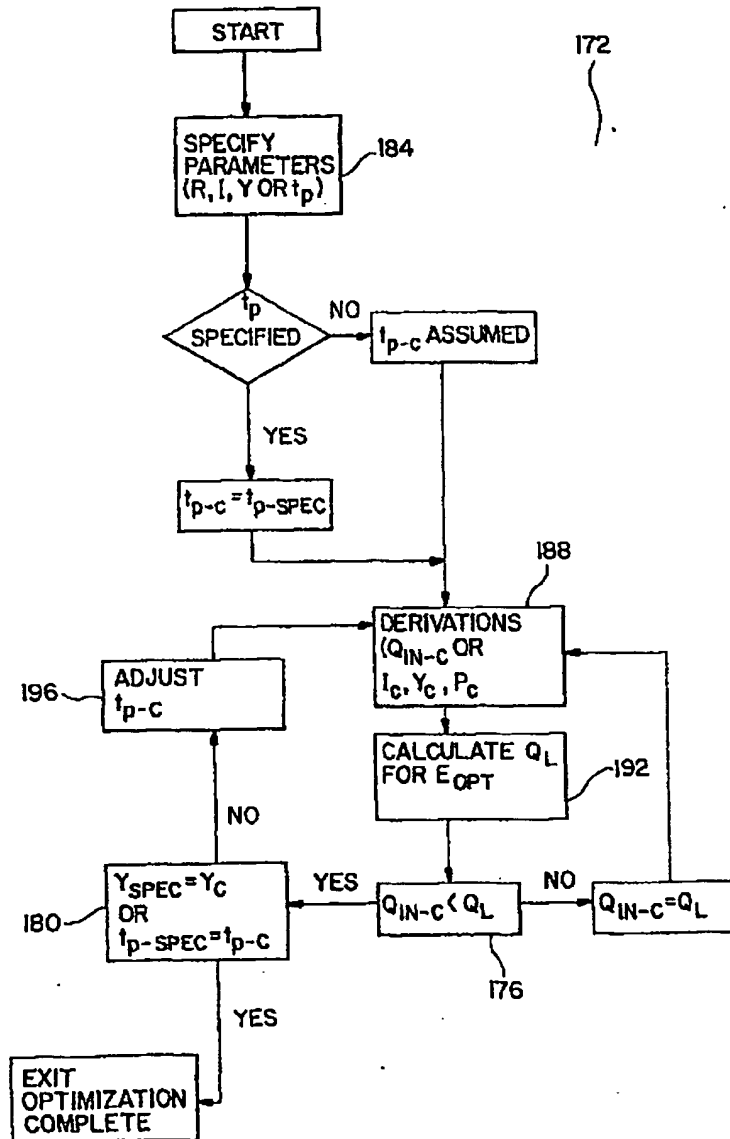 START
172
SPECIFY
PARAMETERS
(R, I, Y OR tp)
184
tp
SPECIFIED
NO
tp-c ASSUMED
YES
tp-c = tp-SPEC
188
DERIVATIONS
(QIN-C OR
IC, YC, PC
ADJUST
tp-C
196
CALCULATE QL
FOR EOPT
192
NO
YSPEC=YC
OR
tp-SPEC=tp-C
180
YES
QIN-C< QL
NO
QIN-C=QL
176
YES
EXIT
OPTIMIZATION
COMPLETE